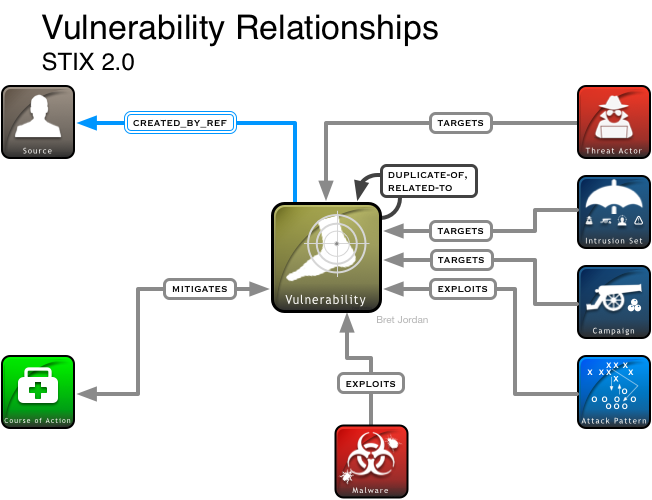 Vulnerability Relationships
STIX 2.0
CREATED_BY_REF
TARGETS
Source
Threat Actor
DUPLICATE-OF,
RELATED-TO
TARGETS
Intrusion Set
TARGETS
MITIGATES
EXPLOITS
Vulnerability
Bret Jordan
Campaign
EXPLOITS
Course of Action
X X X X X X
X
O
O O O O O
O O O
Attack Pattern
Malware